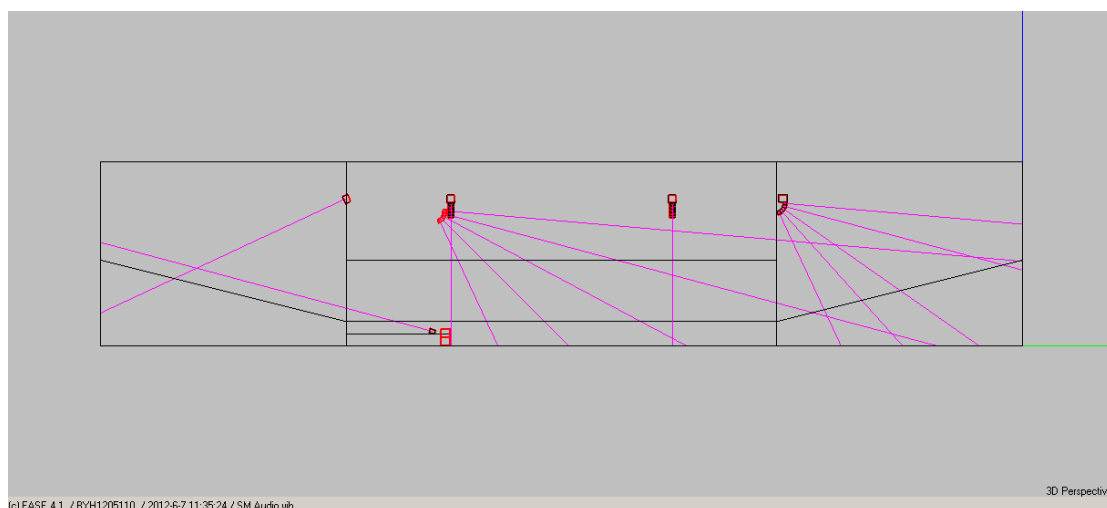 3D Perspectiv
(c) EASE 4.1 / BYH1205110 / 2012-6-7 11:35:24 / SM Audio.vib